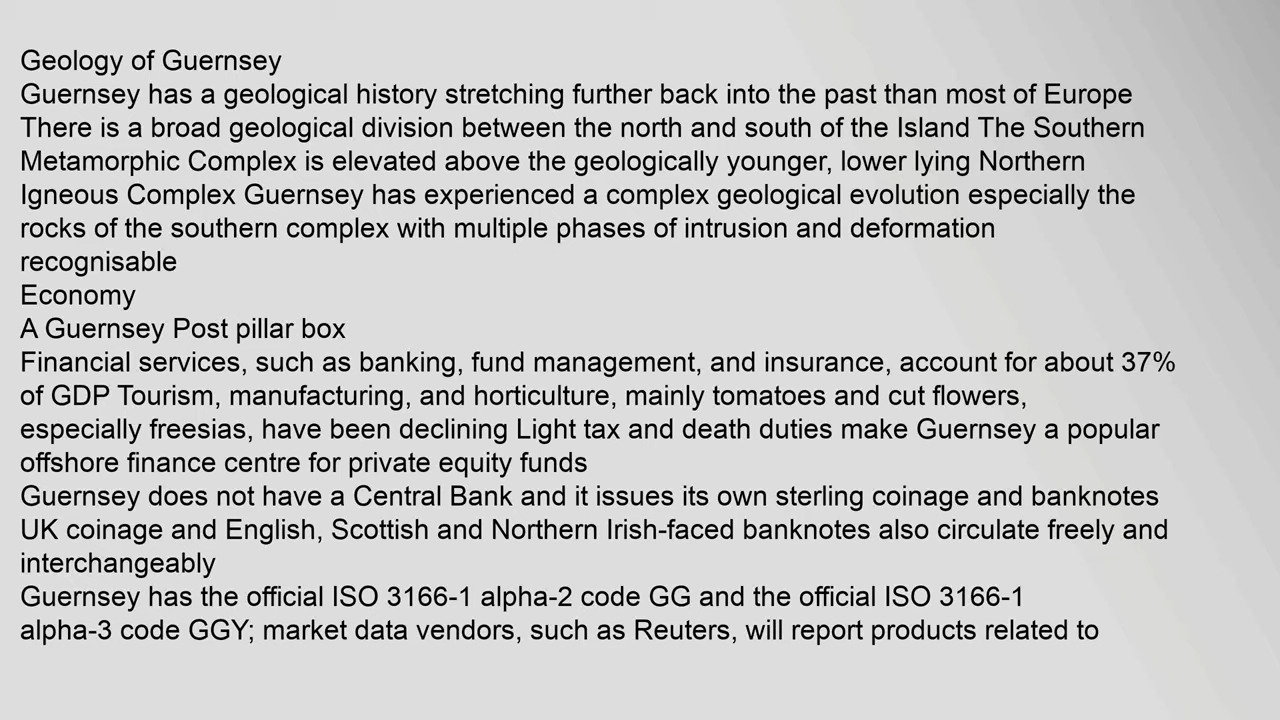 Geology of Guernsey
Guernsey has a geological history stretching further back into the past than most of Europe
There is a broad geological division between the north and south of the Island The Southern
Metamorphic Complex is elevated above the geologically younger, lower lying Northern
Igneous Complex Guernsey has experienced a complex geological evolution especially the
rocks of the southern complex with multiple phases of intrusion and deformation
recognisable
Economy
A Guernsey Post pillar box
Financial services, such as banking, fund management, and insurance, account for about 37%
of GDP Tourism, manufacturing, and horticulture, mainly tomatoes and cut flowers,
especially freesias, have been declining Light tax and death duties make Guernsey a popular
offshore finance centre for private equity funds
Guernsey does not have a Central Bank and it issues its own sterling coinage and banknotes
UK coinage and English, Scottish and Northern Irish-faced banknotes also circulate freely and
interchangeably
Guernsey has the official ISO 3166-1 alpha-2 code GG and the official ISO 3166-1
alpha-3 code GGY; market data vendors, such as Reuters, will report products related to